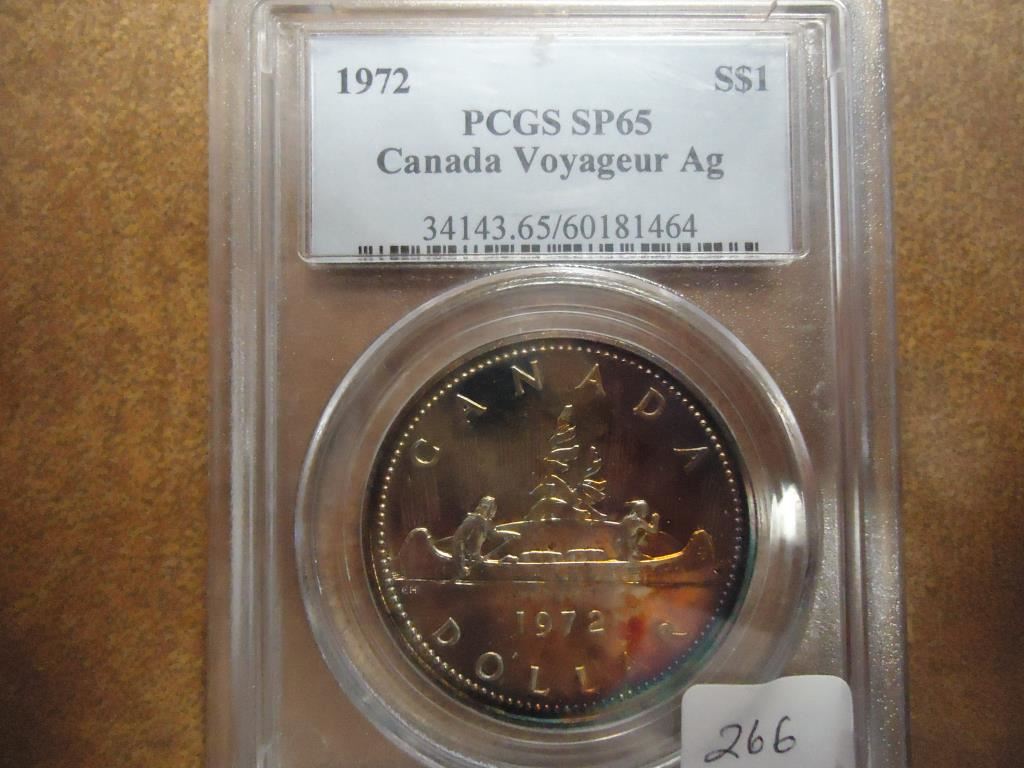 1972 S$1
PCGS SP65
Canada Voyageur Ag
34143.65/60181464
CANADA
1972
DOLLAR
266